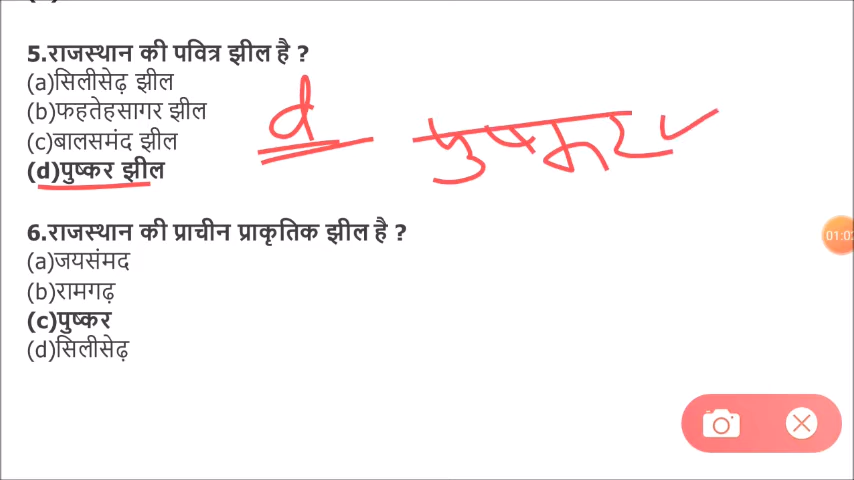 5.राजस्थान की पवित्र झील है ?
(a)सिलीसेढ़ झील
(b)फहतेहसागर झील
(c)बालसमंद झील
(d)पुष्कर झील
d
पुष्कर
6.राजस्थान की प्राचीन प्राकृतिक झील है ?
(a)जयसंमद
(b)रामगढ़
(c)पुष्कर
(d)सिलीसेढ़
01:02